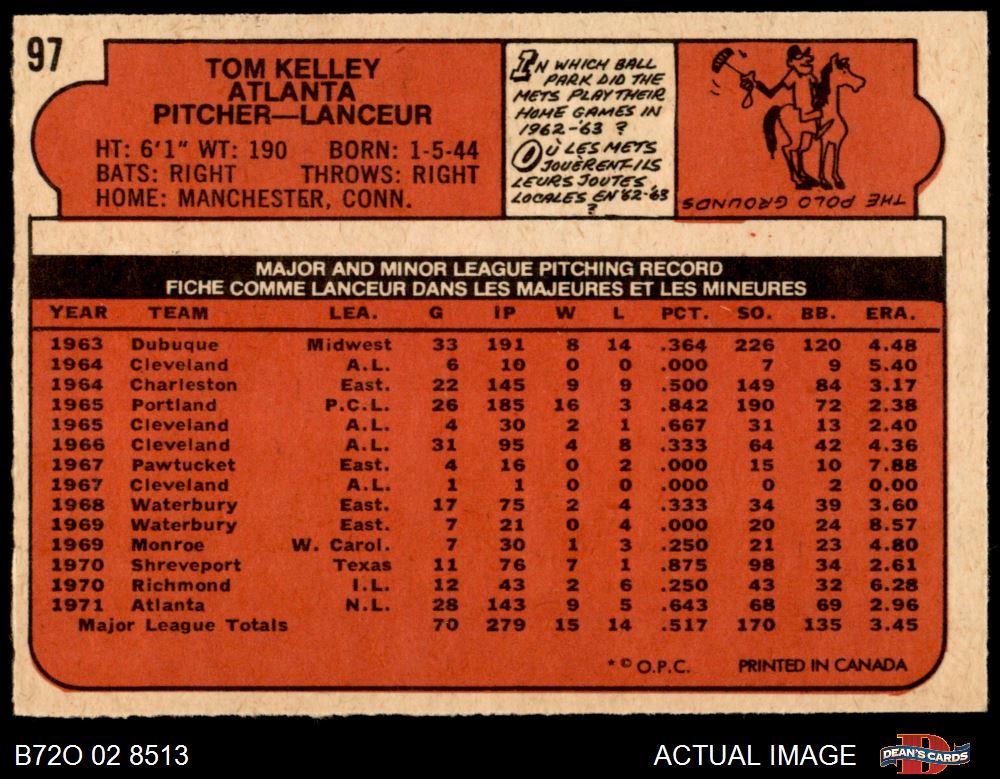 97
TOM KELLEY
ATLANTA
PITCHER—LANCEUR
HT: 6'1" WT: 190 BORN: 1-5-44
BATS: RIGHT THROWS: RIGHT
HOME: MANCHESTER, CONN.
IN WHICH BALL
PARK DID THE
METS PLAY THEIR
HOME GAMES IN
1962-'63 ?
OÙ LES METS
JOUÈRENT-ILS
LEURS JOUTES
LOCALES EN '62-'63
?
THE POLO GROUNDS
MAJOR AND MINOR LEAGUE PITCHING RECORD
FICHE COMME LANCEUR DANS LES MAJEURES ET LES MINEURES
YEAR TEAM LEA. G IP W L PCT. SO. BB. ERA.
1963 Dubuque Midwest 33 191 8 14 .364 226 120 4.48
1964 Cleveland A.L. 6 10 0 0 .000 7 9 5.40
1964 Charleston East. 22 145 9 9 .500 149 84 3.17
1965 Portland P.C.L. 26 185 16 3 .842 190 72 2.38
1965 Cleveland A.L. 4 30 2 1 .667 31 13 2.40
1966 Cleveland A.L. 31 95 4 8 .333 64 42 4.36
1967 Pawtucket East. 4 16 0 2 .000 15 10 7.88
1967 Cleveland A.L. 1 1 0 0 .000 0 2 0.00
1968 Waterbury East. 17 75 2 4 .333 34 39 3.60
1969 Waterbury East. 7 21 0 4 .000 20 24 8.57
1969 Monroe W. Carol. 7 30 1 3 .250 21 23 4.80
1970 Shreveport Texas 11 76 7 1 .875 98 34 2.61
1970 Richmond I.L. 12 43 2 6 .250 43 32 6.28
1971 Atlanta N.L. 28 143 9 5 .643 68 69 2.96
Major League Totals 70 279 15 14 .517 170 135 3.45
* © O.P.C. PRINTED IN CANADA
B72O 02 8513 ACTUAL IMAGE DEAN'S CARDS